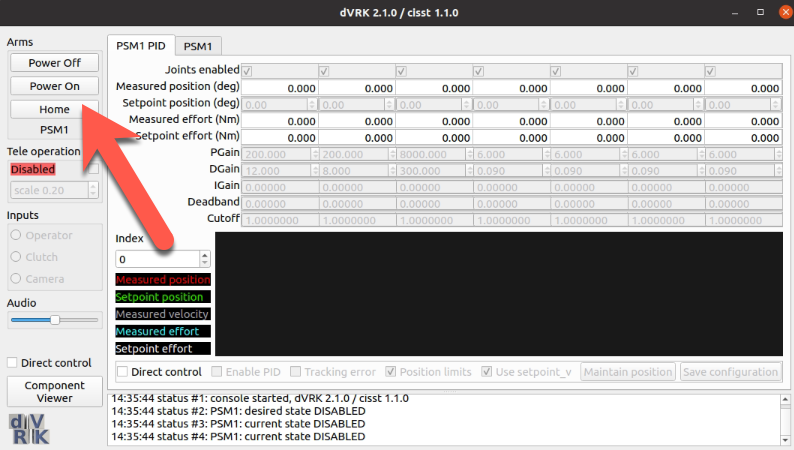 dVRK 2.1.0 / cisst 1.1.0
Arms
Power Off
Power On
Home
PSM1
Tele operation
Disabled
scale 0.20
Inputs
Operator
Clutch
Camera
Audio
Direct control
Component
Viewer
dV
RK
PSM1 PID PSM1
Joints enabled
Measured position (deg) 0.000 0.000 0.000 0.000 0.000 0.000 0.000
Setpoint position (deg) 0.00 0.00 0.00 0.00 0.00 0.00 0.00
Measured effort (Nm) 0.000 0.000 0.000 0.000 0.000 0.000 0.000
Setpoint effort (Nm) 0.000 0.000 0.000 0.000 0.000 0.000 0.000
PGain 200.000 200.000 8000.000 6.000 6.000 6.000 6.000
DGain 12.000 8.000 300.000 0.090 0.090 0.090 0.090
IGain 0.00000 0.00000 0.00000 0.00000 0.00000 0.00000 0.00000
Deadband 0.00000 0.00000 0.00000 0.00000 0.00000 0.00000 0.00000
Cutoff 1.0000000 1.0000000 1.0000000 1.0000000 1.0000000 1.0000000 1.0000000
Index
0
Measured position
Setpoint position
Measured velocity
Measured effort
Setpoint effort
Direct control Enable PID Tracking error Position limits Use setpoint_v Maintain position Save configuration
14:35:44 status #1: console started, dVRK 2.1.0 / cisst 1.1.0
14:35:44 status #2: PSM1: desired state DISABLED
14:35:44 status #3: PSM1: current state DISABLED
14:35:44 status #4: PSM1: current state DISABLED